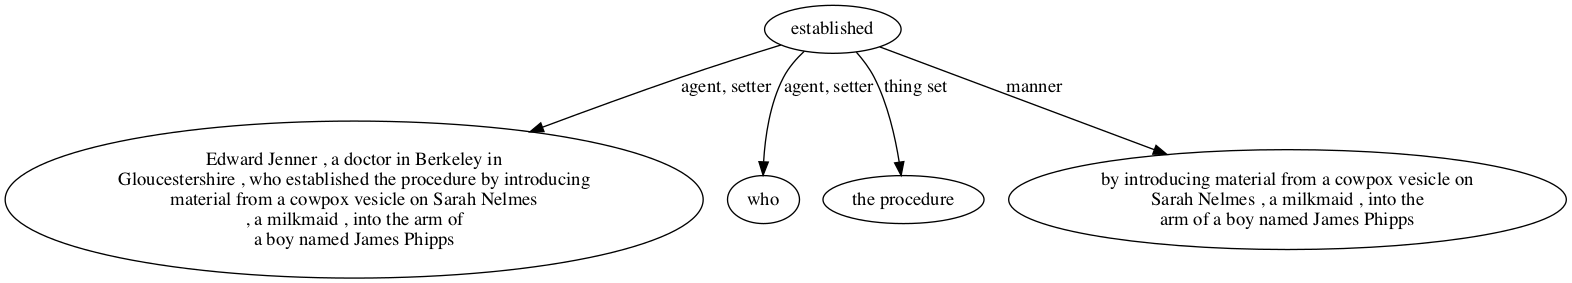 established
agent, setter
agent, setter
thing set
manner
Edward Jenner , a doctor in Berkeley in
Gloucestershire , who established the procedure by introducing
material from a cowpox vesicle on Sarah Nelmes
, a milkmaid , into the arm of
a boy named James Phipps
who
the procedure
by introducing material from a cowpox vesicle on
Sarah Nelmes , a milkmaid , into the
arm of a boy named James Phipps